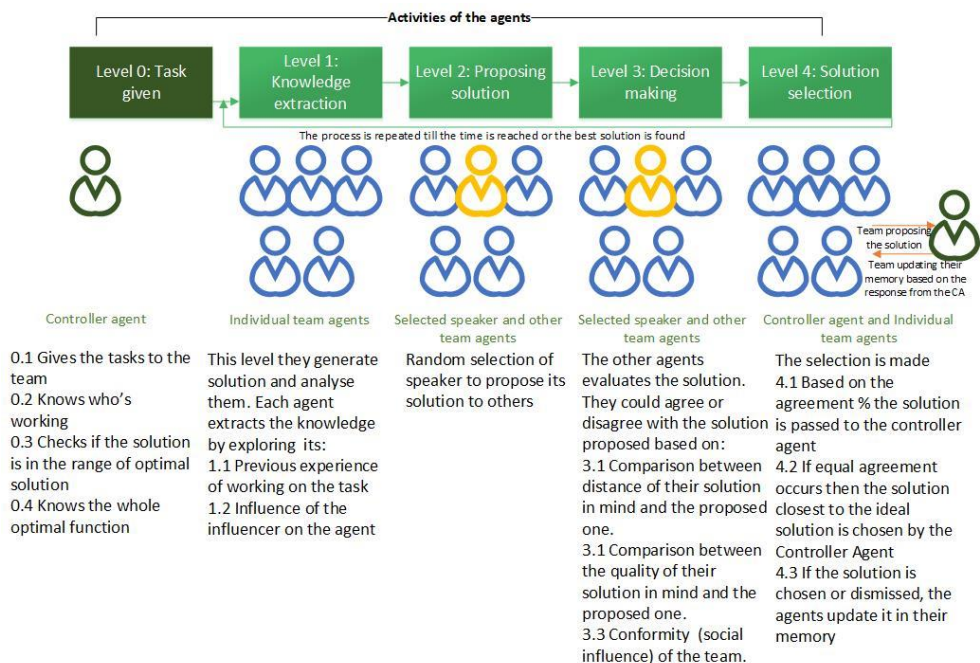 Activities of the agents
Level 0: Task
given
Level 1:
Knowledge
extraction
Level 2: Proposing
solution
Level 3: Decision
making
Level 4: Solution
selection
The process is repeated till the time is reached or the best solution is found
Team proposing
the solution
Team updating their
memory based on the
response from the CA
Controller agent
0.1 Gives the tasks to the
team
0.2 Knows who's
working
0.3 Checks if the solution
is in the range of optimal
solution
0.4 Knows the whole
optimal function
Individual team agents
This level they generate
solution and analyse
them. Each agent
extracts the knowledge
by exploring its:
1.1 Previous experience
of working on the task
1.2 Influence of the
influencer on the agent
Selected speaker and other
team agents
Random selection of
speaker to propose its
solution to others
Selected speaker and other
team agents
The other agents
evaluates the solution.
They could agree or
disagree with the solution
proposed based on:
3.1 Comparison between
distance of their solution
in mind and the proposed
one.
3.1 Comparison between
the quality of their
solution in mind and the
proposed one.
3.3 Conformity (social
influence) of the team.
Controller agent and Individual
team agents
The selection is made
4.1 Based on the
agreement % the solution
is passed to the controller
agent
4.2 If equal agreement
occurs then the solution
closest to the ideal
solution is chosen by the
Controller Agent
4.3 If the solution is
chosen or dismissed, the
agents update it in their
memory